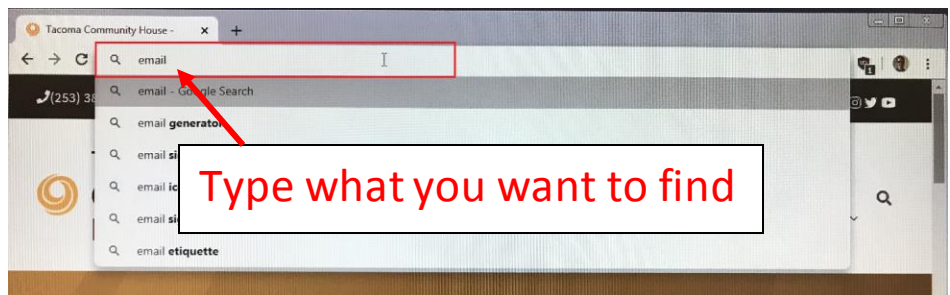 Tacoma Community House -
email
(253) 38
email - Google Search
email generator
email si
email ic
email si
email etiquette
Type what you want to find